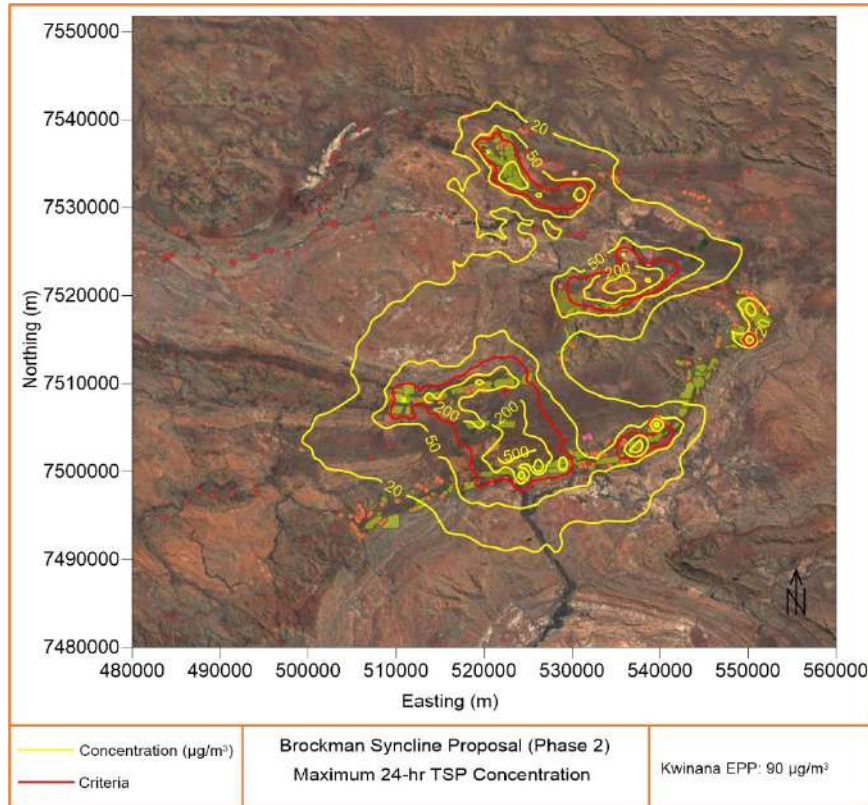 7550000
7540000
7530000
7520000
7510000
7500000
7490000
7480000
Northing (m)
20
50
50
200
200
200
50
500
20
N
480000 490000 500000 510000 520000 530000 540000 550000 560000
Easting (m)
Concentration (µg/m³)
Criteria
Brockman Syncline Proposal (Phase 2)
Maximum 24-hr TSP Concentration
Kwinana EPP: 90 µg/m³